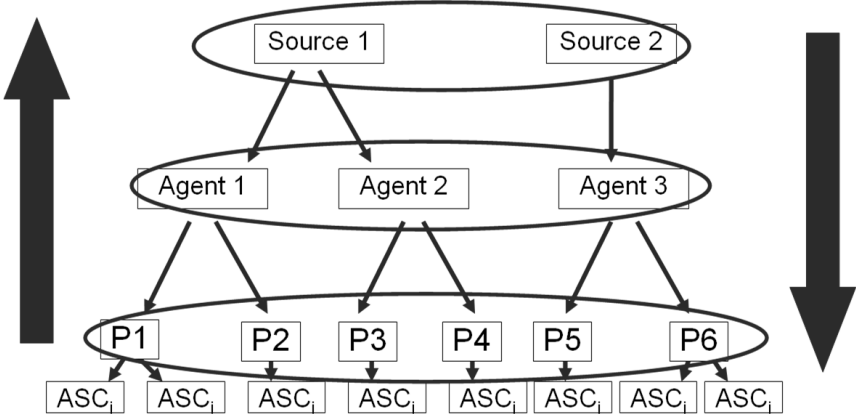 Source 1 Source 2
Agent 1 Agent 2 Agent 3
P1 P2 P3 P4 P5 P6
ASCi ASCi ASCi ASCi ASCi ASCi ASCi ASCi